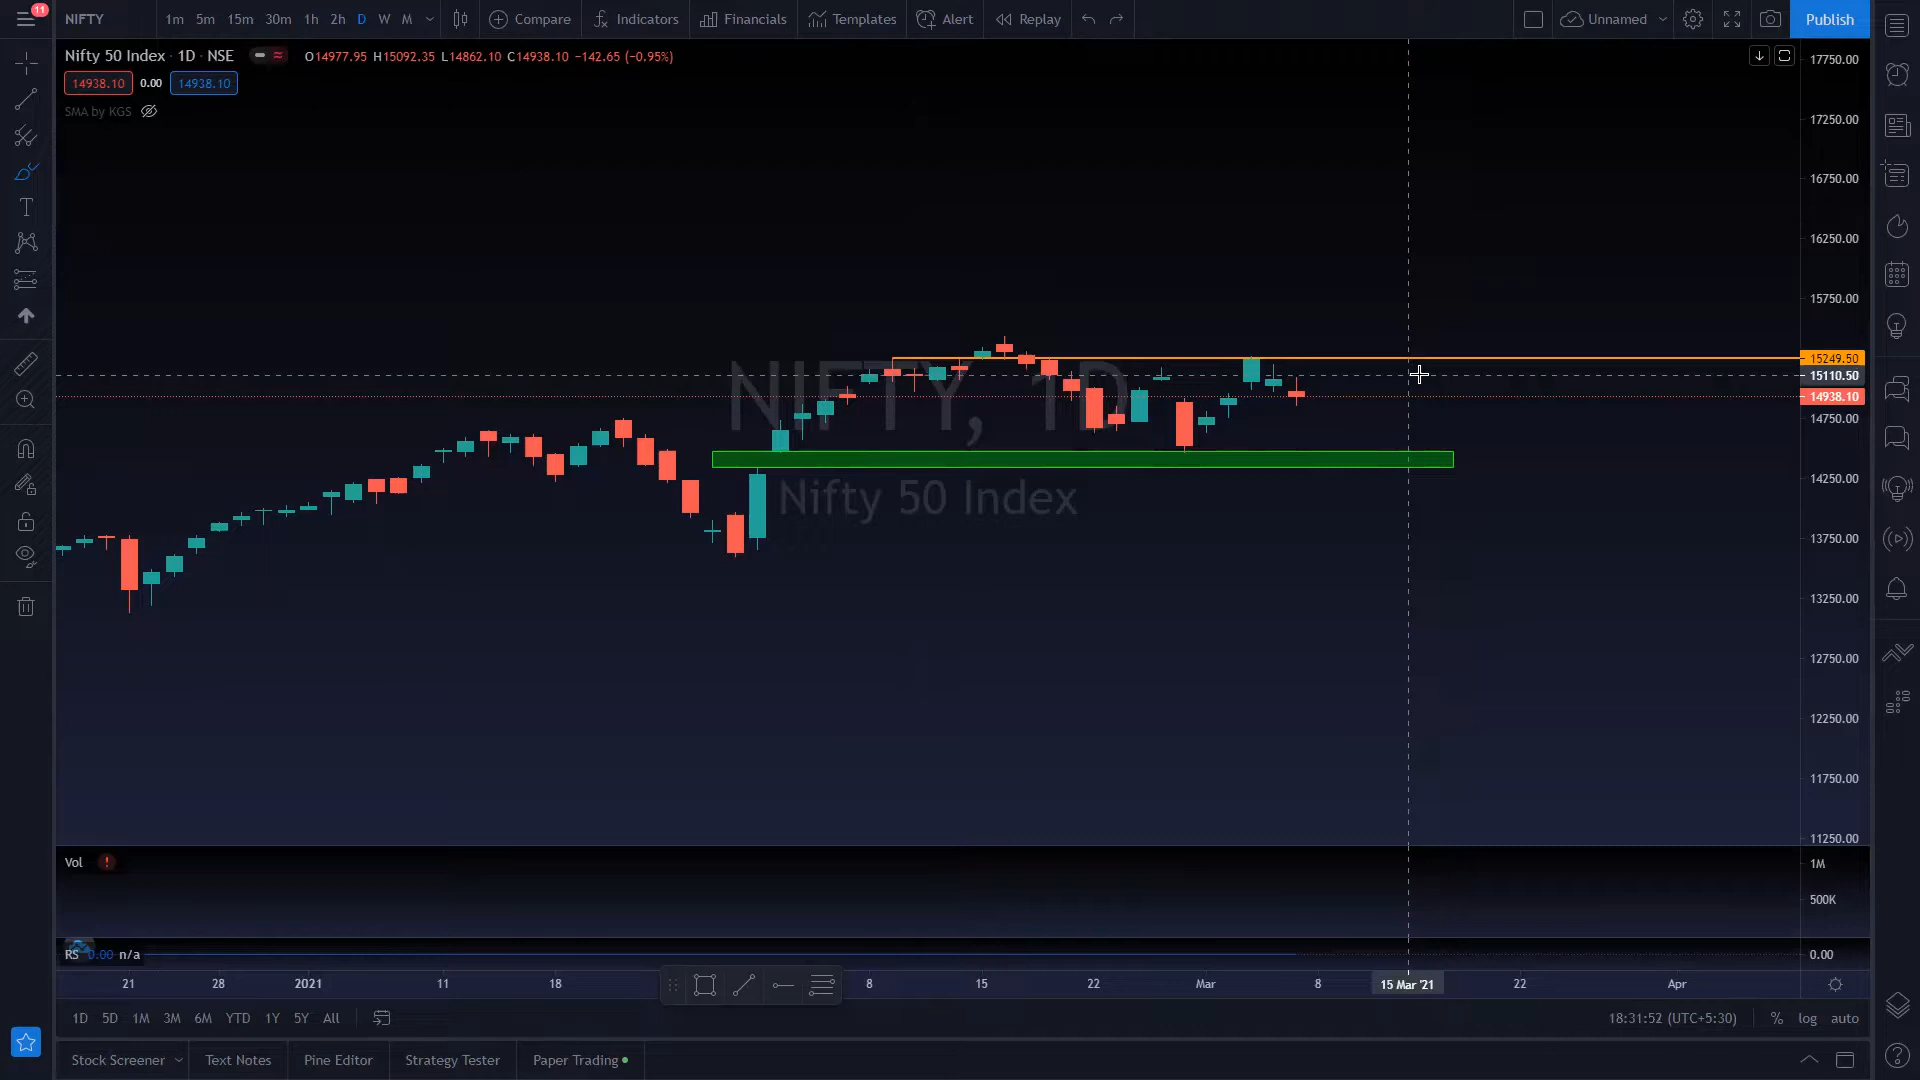 11
NIFTY
1m 5m 15m 30m 1h 2h D W M
Compare
Indicators
Financials
Templates
Alert
Replay
Unnamed
Publish
Nifty 50 Index · 1D · NSE
O14977.95 H15092.35 L14862.10 C14938.10 −142.65 (−0.95%)
14938.10 0.00 14938.10
SMA by KGS
17750.00
17250.00
16750.00
16250.00
15750.00
15249.50
15110.50
14938.10
14750.00
14250.00
13750.00
13250.00
12750.00
12250.00
11750.00
11250.00
NIFTY, 1D
Nifty 50 Index
Vol !
1M
500K
RS 0.00 n/a
0.00
21 28 2021 11 18 8 15 22 Mar 8 15 Mar '21 22 Apr
1D 5D 1M 3M 6M YTD 1Y 5Y All
18:31:52 (UTC+5:30) % log auto
Stock Screener Text Notes Pine Editor Strategy Tester Paper Trading